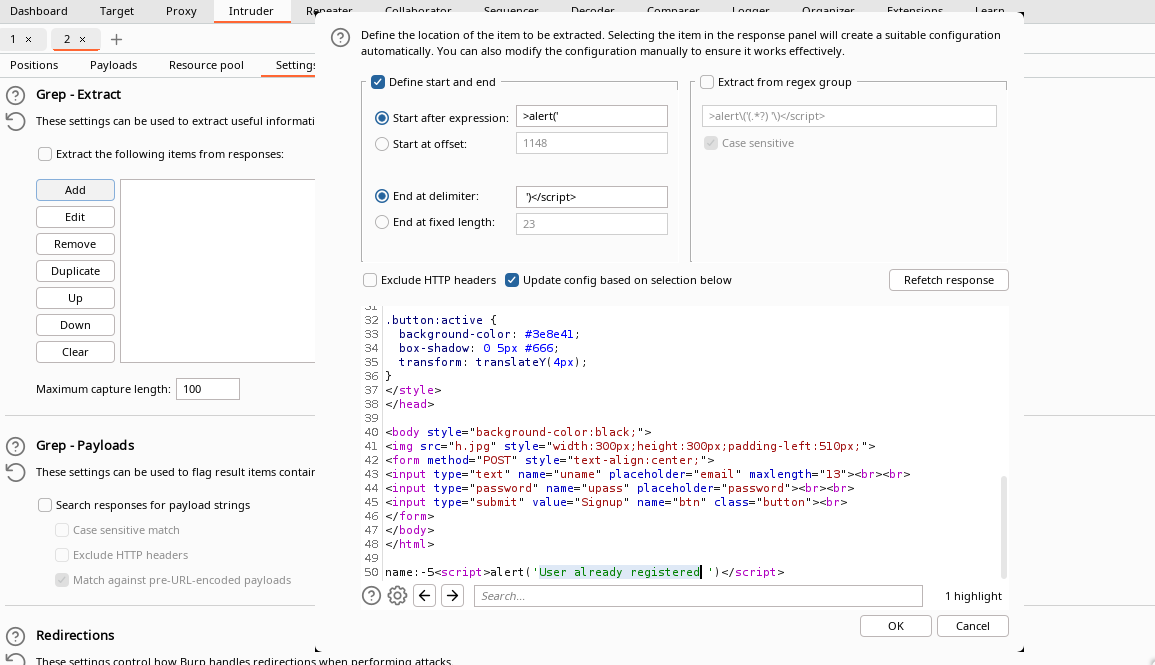 Dashboard Target Proxy Intruder Repeater Collaborator Sequencer Decoder Comparer Logger Organizer Extensions Learn
1 × 2 × +
Positions Payloads Resource pool Settings
Grep - Extract
These settings can be used to extract useful informati
Extract the following items from responses:
Add
Edit
Remove
Duplicate
Up
Down
Clear
Maximum capture length: 100
Grep - Payloads
These settings can be used to flag result items contain
Search responses for payload strings
Case sensitive match
Exclude HTTP headers
Match against pre-URL-encoded payloads
Redirections
These settings control how Burp handles redirections when performing attacks.
Define the location of the item to be extracted. Selecting the item in the response panel will create a suitable configuration
automatically. You can also modify the configuration manually to ensure it works effectively.
Define start and end
Start after expression: >alert('
Start at offset: 1148
End at delimiter: ')</script>
End at fixed length: 23
Extract from regex group
>alert\('(.*?) '\)</script>
Case sensitive
Exclude HTTP headers Update config based on selection below Refetch response
31
32 .button:active {
33 background-color: #3e8e41;
34 box-shadow: 0 5px #666;
35 transform: translateY(4px);
36 }
37 </style>
38 </head>
39
40 <body style="background-color:black;">
41 <img src="h.jpg" style="width:300px;height:300px;padding-left:510px;">
42 <form method="POST" style="text-align:center;">
43 <input type="text" name="uname" placeholder="email" maxlength="13"><br><br>
44 <input type="password" name="upass" placeholder="password"><br><br>
45 <input type="submit" value="Signup" name="btn" class="button"><br>
46 </form>
47 </body>
48 </html>
49
50 name:-5<script>alert('User already registered ')</script>
Search...
1 highlight
OK Cancel